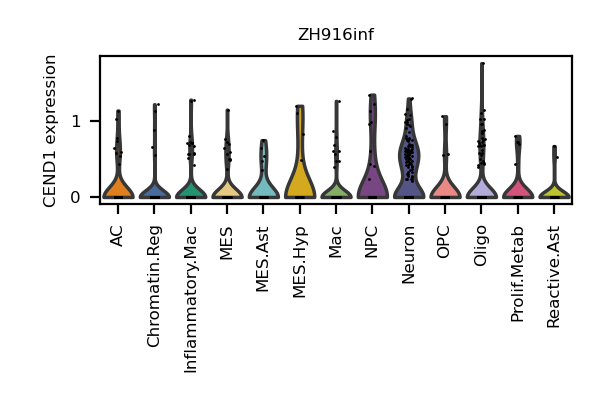 ZH916inf
CEND1 expression
1
0
AC
Chromatin.Reg
Inflammatory.Mac
MES
MES.Ast
MES.Hyp
Mac
NPC
Neuron
OPC
Oligo
Prolif.Metab
Reactive.Ast